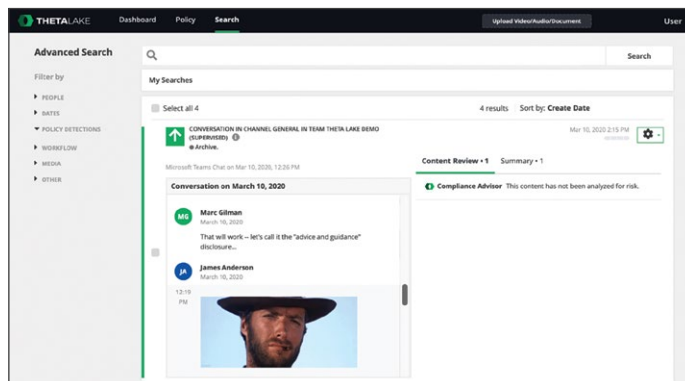 THETALAKE Dashboard Policy Search Upload Video/Audio/Document User
Advanced Search
Search
Filter by
My Searches
PEOPLE
DATES
POLICY DETECTIONS
WORKFLOW
MEDIA
OTHER
Select all 4 4 results Sort by: Create Date
CONVERSATION IN CHANNEL GENERAL IN TEAM THETA LAKE DEMO
(SUPERVISED)
Archive.
Mar 10, 2020 2:15 PM
Microsoft Teams Chat on Mar 10, 2020, 12:26 PM
Content Review • 1 Summary • 1
Conversation on March 10, 2020
Compliance Advisor This content has not been analyzed for risk.
MG Marc Gilman
March 10, 2020
That will work -- let's call it the "advice and guidance"
disclosure...
JA James Anderson
March 10, 2020
12:19
PM